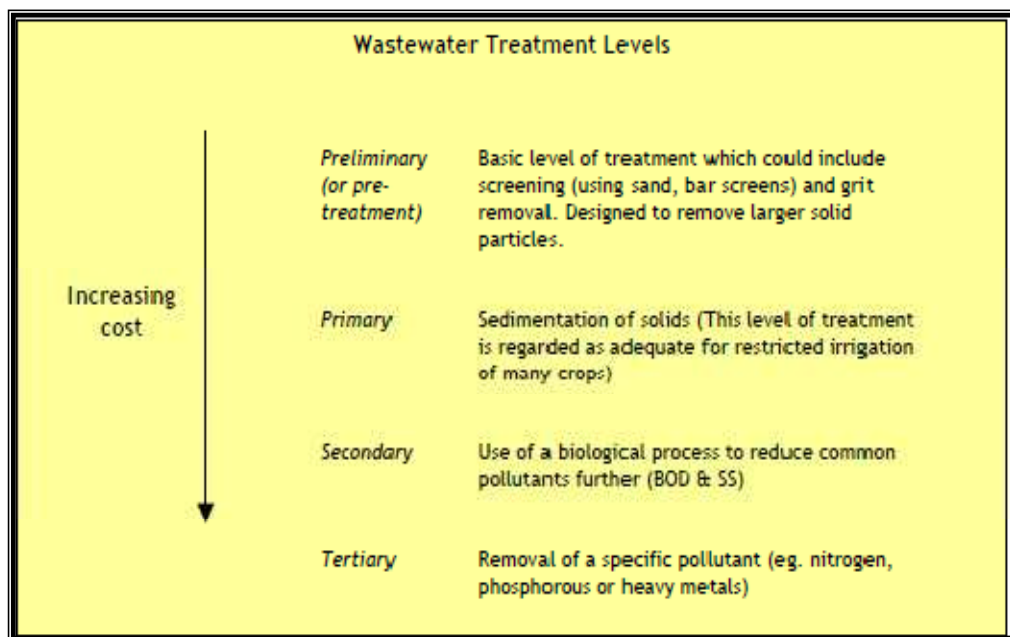 Wastewater Treatment Levels
Increasing
cost
Preliminary
(or pre-
treatment)
Basic level of treatment which could include
screening (using sand, bar screens) and grit
removal. Designed to remove larger solid
particles.
Primary
Sedimentation of solids (This level of treatment
is regarded as adequate for restricted irrigation
of many crops)
Secondary
Use of a biological process to reduce common
pollutants further (BOD & SS)
Tertiary
Removal of a specific pollutant (eg. nitrogen,
phosphorous or heavy metals)